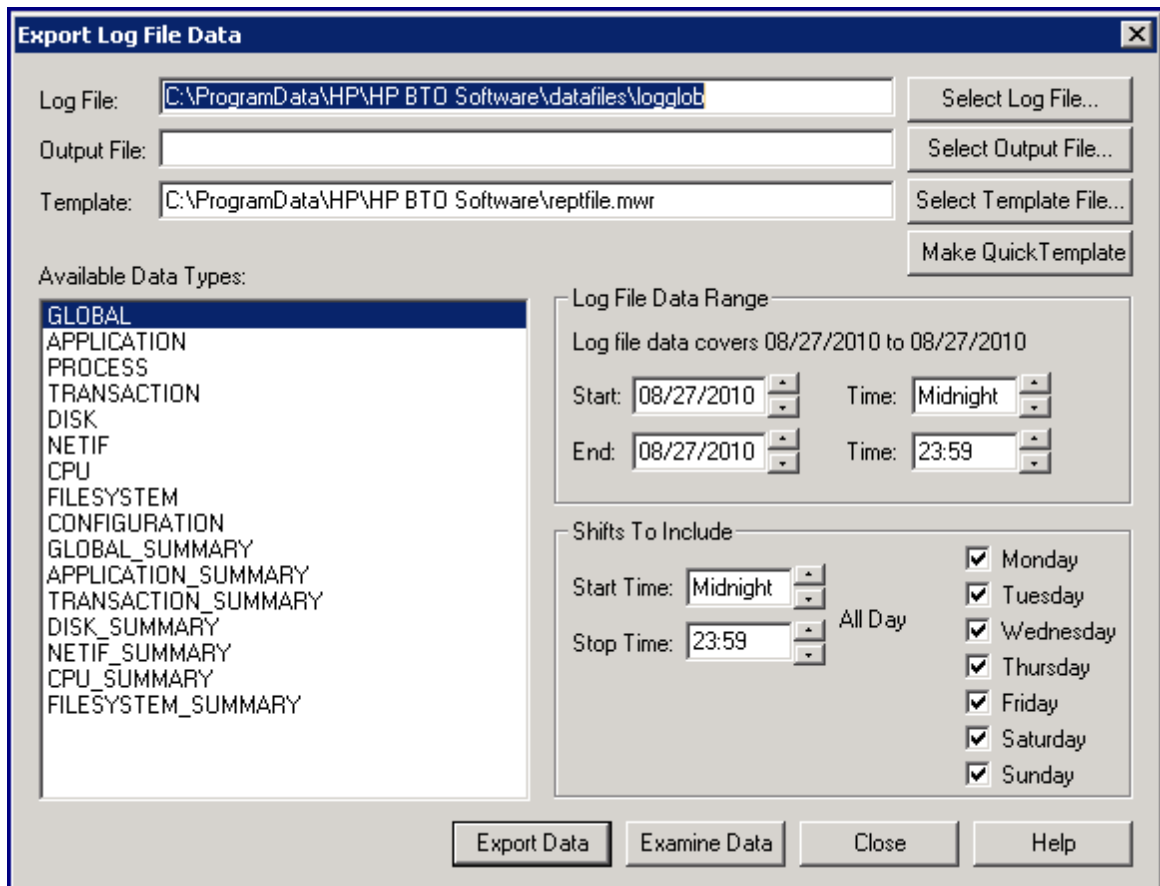 Export Log File Data
Log File: C:\ProgramData\HP\HP BTO Software\datafiles\logglob Select Log File...
Output File: Select Output File...
Template: C:\ProgramData\HP\HP BTO Software\reptfile.mwr Select Template File...
Make QuickTemplate
Available Data Types:
GLOBAL
APPLICATION
PROCESS
TRANSACTION
DISK
NETIF
CPU
FILESYSTEM
CONFIGURATION
GLOBAL_SUMMARY
APPLICATION_SUMMARY
TRANSACTION_SUMMARY
DISK_SUMMARY
NETIF_SUMMARY
CPU_SUMMARY
FILESYSTEM_SUMMARY
Log File Data Range
Log file data covers 08/27/2010 to 08/27/2010
Start: 08/27/2010 Time: Midnight
End: 08/27/2010 Time: 23:59
Shifts To Include
Start Time: Midnight
Stop Time: 23:59
All Day
Monday
Tuesday
Wednesday
Thursday
Friday
Saturday
Sunday
Export Data Examine Data Close Help